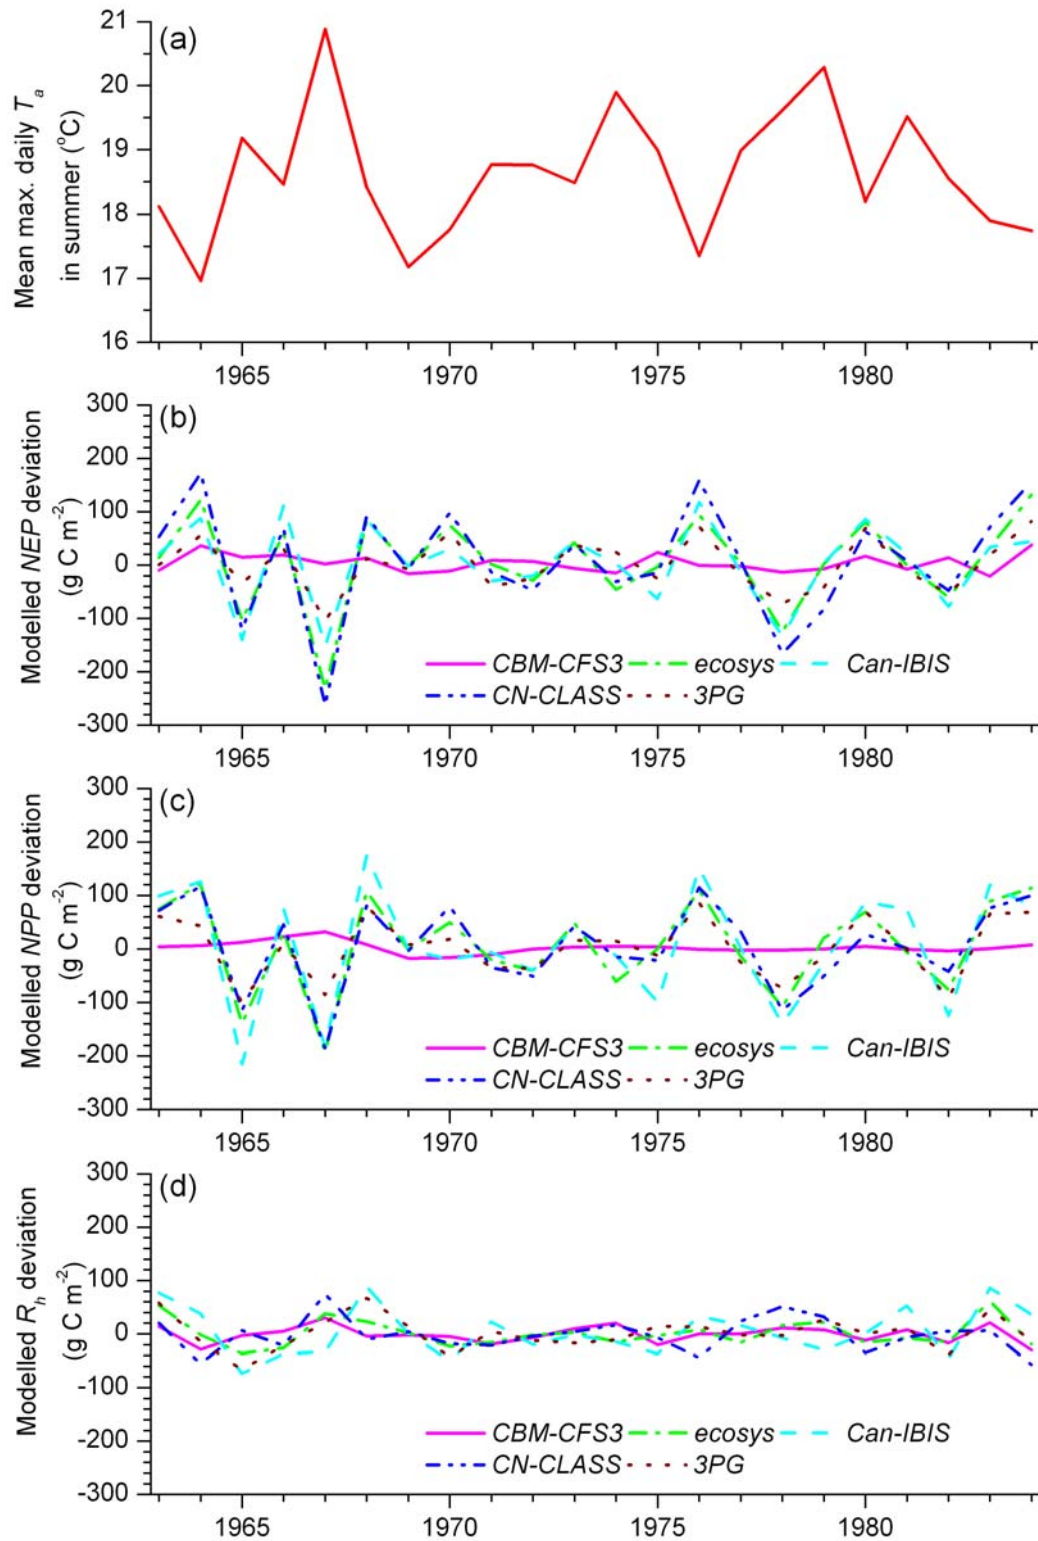 (a)
Mean max. daily Ta
in summer (°C)
21
20
19
18
17
16
1965 1970 1975 1980
(b)
Modelled NEP deviation
(g C m-2)
300
200
100
0
-100
-200
-300
CBM-CFS3 ecosys Can-IBIS
CN-CLASS 3PG
1965 1970 1975 1980
(c)
Modelled NPP deviation
(g C m-2)
300
200
100
0
-100
-200
-300
CBM-CFS3 ecosys Can-IBIS
CN-CLASS 3PG
1965 1970 1975 1980
(d)
Modelled Rh deviation
(g C m-2)
300
200
100
0
-100
-200
-300
CBM-CFS3 ecosys Can-IBIS
CN-CLASS 3PG
1965 1970 1975 1980